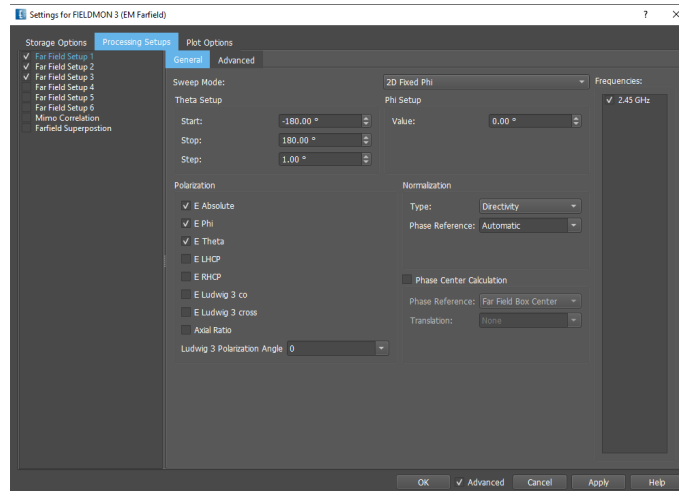 Settings for FIELDMON 3 (EM Farfield)
Storage Options Processing Setups Plot Options
Far Field Setup 1
Far Field Setup 2
Far Field Setup 3
Far Field Setup 4
Far Field Setup 5
Far Field Setup 6
Mimo Correlation
Farfield Superpostion
General Advanced
Sweep Mode: 2D Fixed Phi
Theta Setup
Start: -180.00 °
Stop: 180.00 °
Step: 1.00 °
Phi Setup
Value: 0.00 °
Frequencies:
2.45 GHz
Polarization
E Absolute
E Phi
E Theta
E LHCP
E RHCP
E Ludwig 3 co
E Ludwig 3 cross
Axial Ratio
Ludwig 3 Polarization Angle 0
Normalization
Type: Directivity
Phase Reference: Automatic
Phase Center Calculation
Phase Reference: Far Field Box Center
Translation: None
OK Advanced Cancel Apply Help